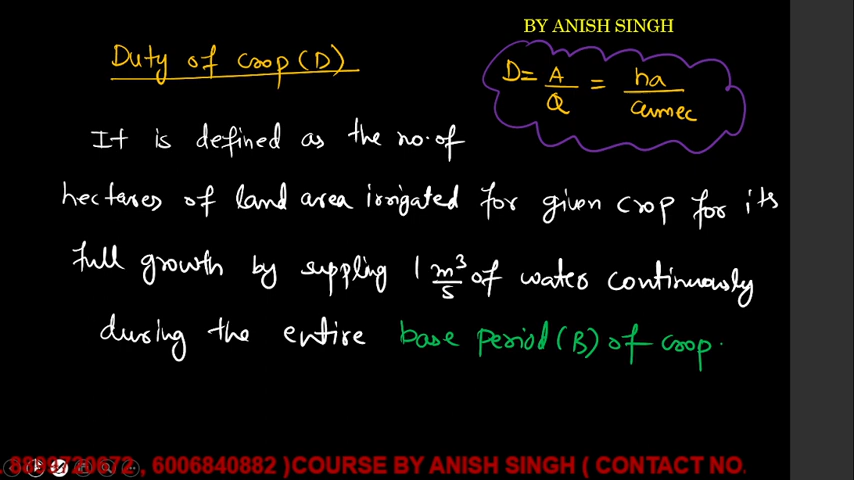 BY ANISH SINGH
Duty of crop (D)
D = A/Q = ha/cumec
It is defined as the no. of
hectares of land area irrigated for given crop for its
full growth by suppling 1 m³/s of water continuously
during the entire base period (B) of crop.
, 8899720672 , 6006840882 )COURSE BY ANISH SINGH ( CONTACT NO.